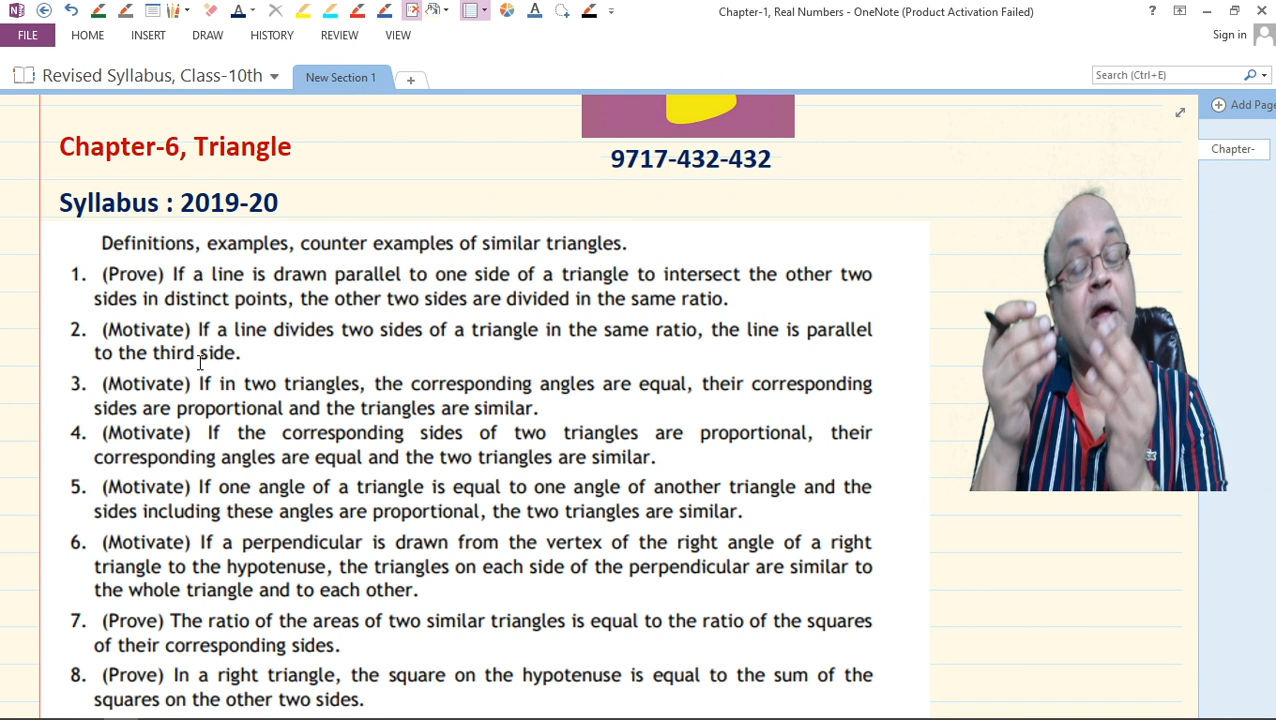 Chapter-1, Real Numbers - OneNote (Product Activation Failed)
FILE HOME INSERT DRAW HISTORY REVIEW VIEW
Sign in
Revised Syllabus, Class-10th
New Section 1
Search (Ctrl+E)
Add Page
Chapter-6, Triangle
9717-432-432
Chapter-
Syllabus : 2019-20
Definitions, examples, counter examples of similar triangles.
1. (Prove) If a line is drawn parallel to one side of a triangle to intersect the other two
sides in distinct points, the other two sides are divided in the same ratio.
2. (Motivate) If a line divides two sides of a triangle in the same ratio, the line is parallel
to the third side.
3. (Motivate) If in two triangles, the corresponding angles are equal, their corresponding
sides are proportional and the triangles are similar.
4. (Motivate) If the corresponding sides of two triangles are proportional, their
corresponding angles are equal and the two triangles are similar.
5. (Motivate) If one angle of a triangle is equal to one angle of another triangle and the
sides including these angles are proportional, the two triangles are similar.
6. (Motivate) If a perpendicular is drawn from the vertex of the right angle of a right
triangle to the hypotenuse, the triangles on each side of the perpendicular are similar to
the whole triangle and to each other.
7. (Prove) The ratio of the areas of two similar triangles is equal to the ratio of the squares
of their corresponding sides.
8. (Prove) In a right triangle, the square on the hypotenuse is equal to the sum of the
squares on the other two sides.